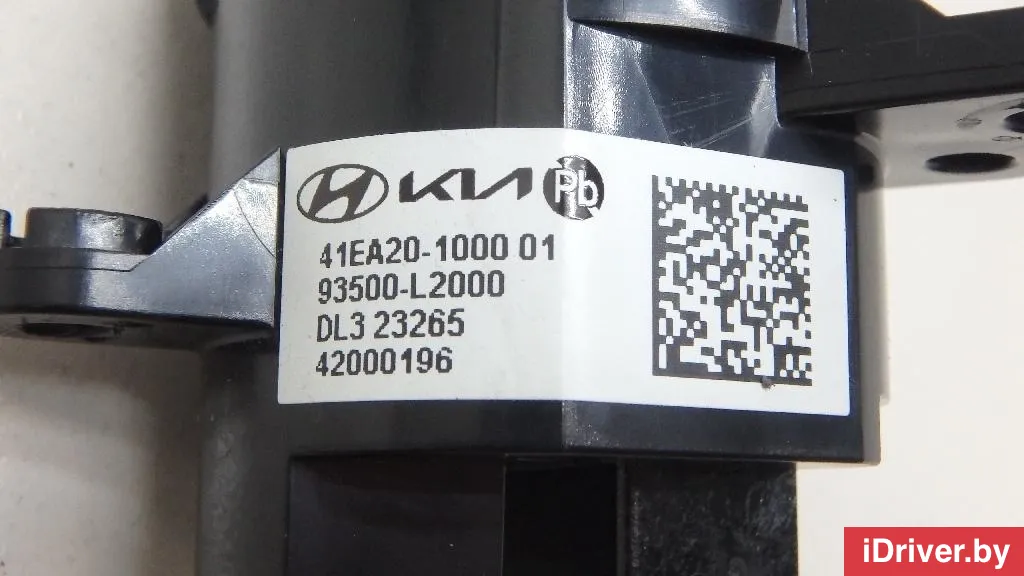 KIA Pb
41EA20-1000 01
93500-L2000
DL3 23265
42000196
iDriver.by